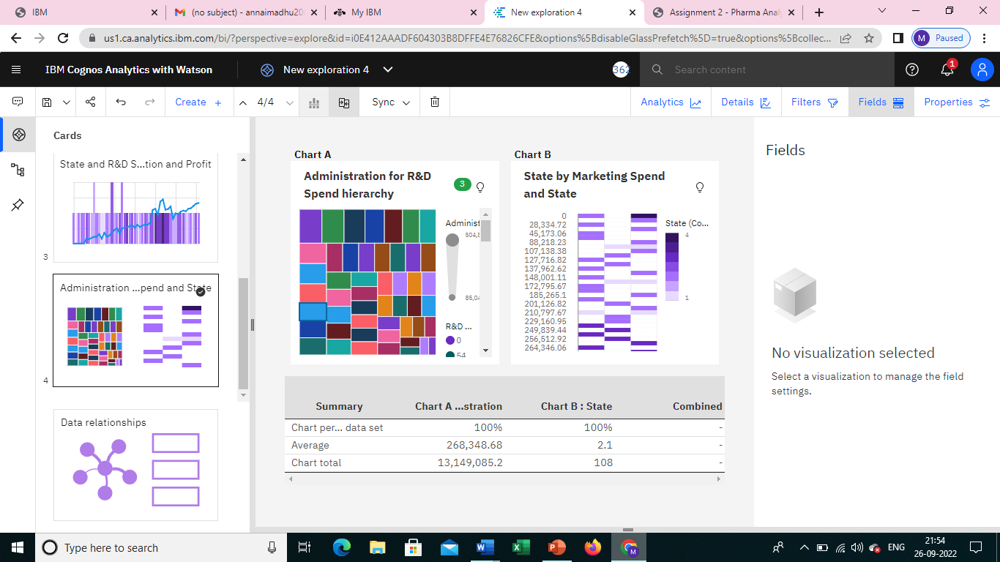 IBM
(no subject) - annaimadhu20
My IBM
New exploration 4
Assignment 2 - Pharma Anal
us1.ca.analytics.ibm.com/bi/?perspective=explore&id=i0E412AAADF604303B8DFFE4E76826CFE&options%5BdisableGlassPrefetch%5D=true&options%5Bcollec...
M Paused
IBM Cognos Analytics with Watson
New exploration 4
362
Search content
1
Create +
4/4
Sync
Analytics
Details
Filters
Fields
Properties
Cards
State and R&D S...tion and Profit
3
Administration ...pend and State
4
Data relationships
Chart A
Administration for R&D
Spend hierarchy
3
Administ
604,8
86,04
R&D ...
0
54
Chart B
State by Marketing Spend
and State
0
28,334.72
45,173.06
88,218.23
107,138.38
127,716.82
137,962.62
148,001.11
172,795.67
185,265.1
201,126.82
210,797.67
229,160.95
249,839.44
256,512.92
264,346.06
State (Co...
4
1
Summary Chart A ...stration Chart B : State Combined
Chart per... data set 100% 100% -
Average 268,348.68 2.1 -
Chart total 13,149,085.2 108 -
Fields
No visualization selected
Select a visualization to manage the field
settings.
Type here to search
M
ENG
21:54
26-09-2022